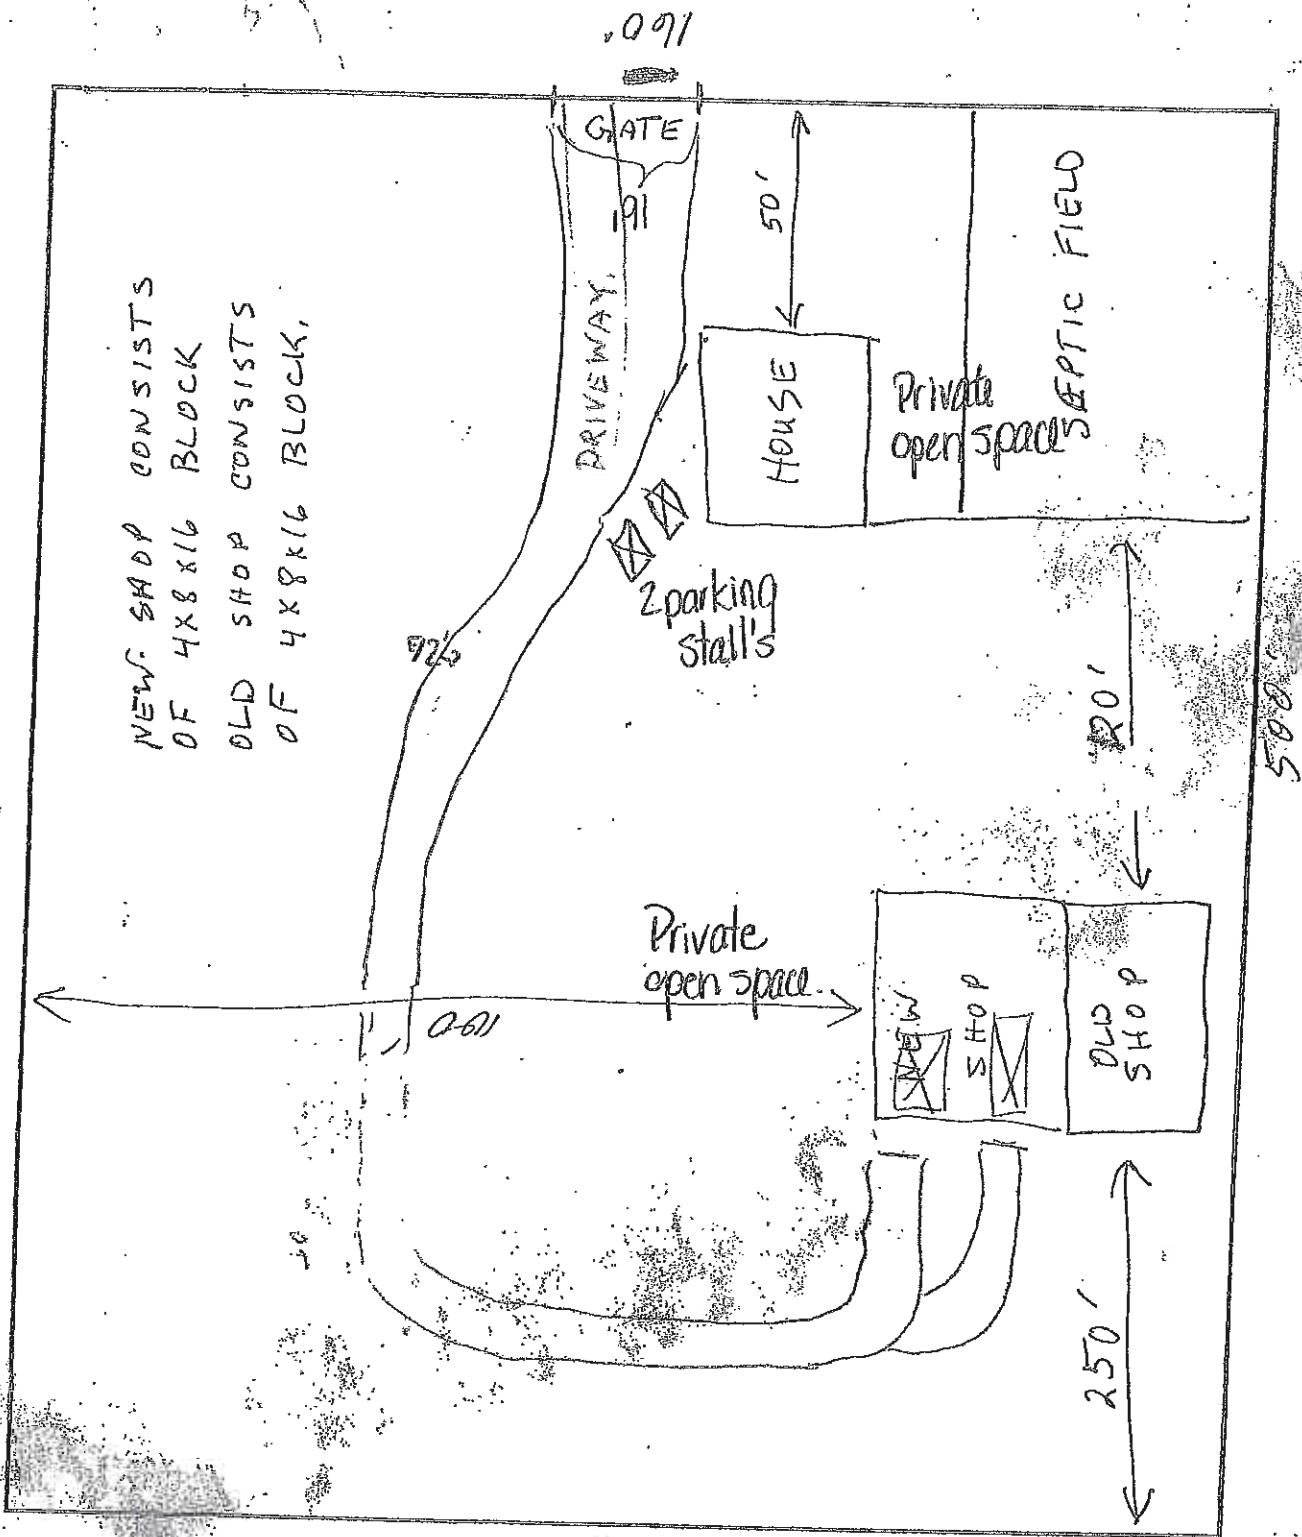 160.
GATE
16'
50'
SEPTIC FIELD
NEW SHOP CONSISTS
OF 4X8X16 BLOCK
OLD SHOP CONSISTS
OF 4X8X16 BLOCK.
DRIVEWAY.
HOUSE
Private
open space
2 parking
stall's
20'
500'
Private
open space.
NEW
SHOP
OLD
SHOP
250'